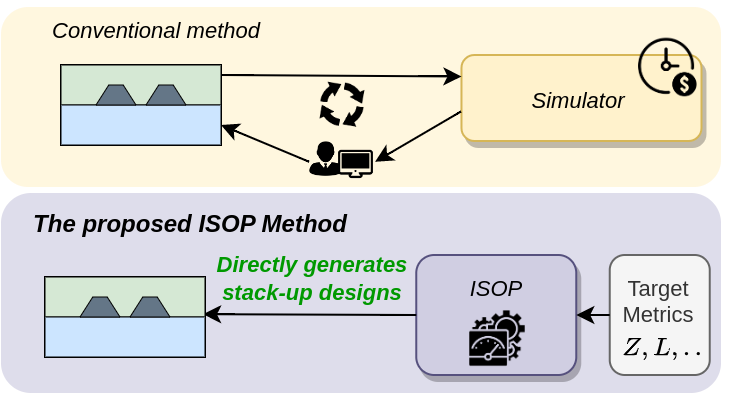 Conventional method
Simulator
$
The proposed ISOP Method
Directly generates
stack-up designs
ISOP
Target
Metrics
Z, L, ..